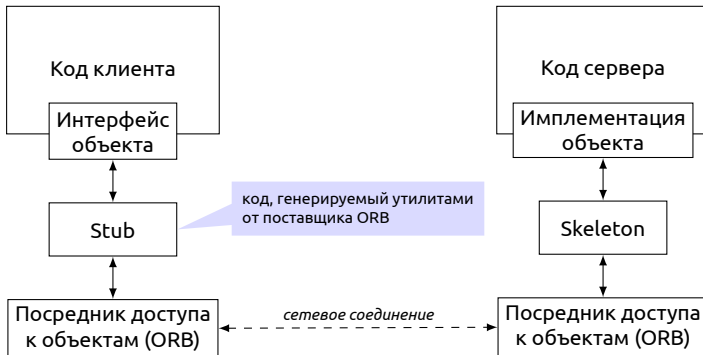 Код клиента
Интерфейс
объекта
Stub
Посредник доступа
к объектам (ORB)
код, генерируемый утилитами
от поставщика ORB
сетевое соединение
Код сервера
Имплементация
объекта
Skeleton
Посредник доступа
к объектам (ORB)